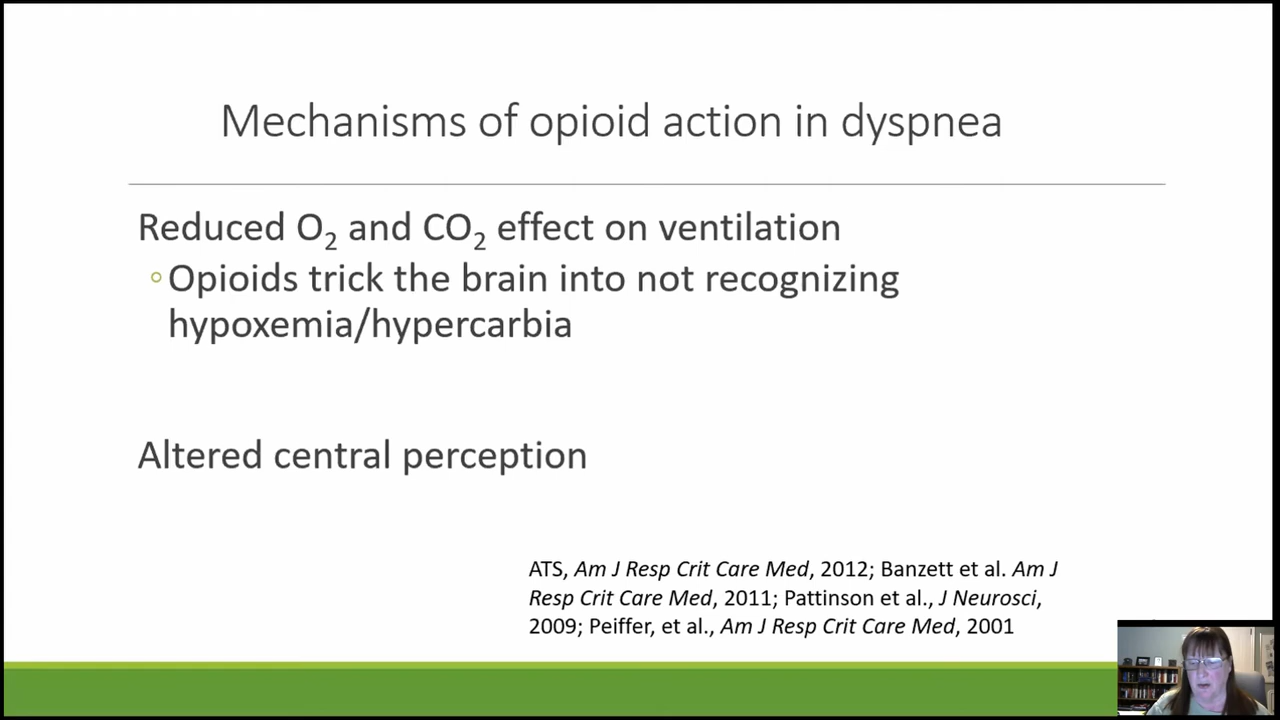 Mechanisms of opioid action in dyspnea
Reduced O₂ and CO₂ effect on ventilation
◦Opioids trick the brain into not recognizing
hypoxemia/hypercarbia
Altered central perception
ATS, Am J Resp Crit Care Med, 2012; Banzett et al. Am J
Resp Crit Care Med, 2011; Pattinson et al., J Neurosci,
2009; Peiffer, et al., Am J Resp Crit Care Med, 2001